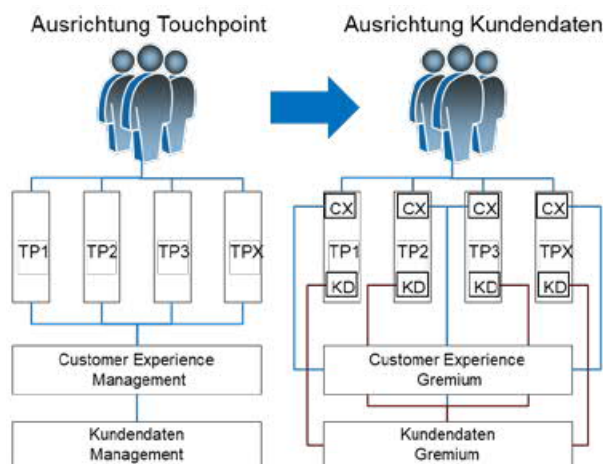 Ausrichtung Touchpoint
TP1
TP2
TP3
TPX
Customer Experience
Management
Kundendaten
Management
Ausrichtung Kundendaten
CX
CX
CX
CX
TP1
TP2
TP3
TPX
KD
KD
KD
KD
Customer Experience
Gremium
Kundendaten
Gremium